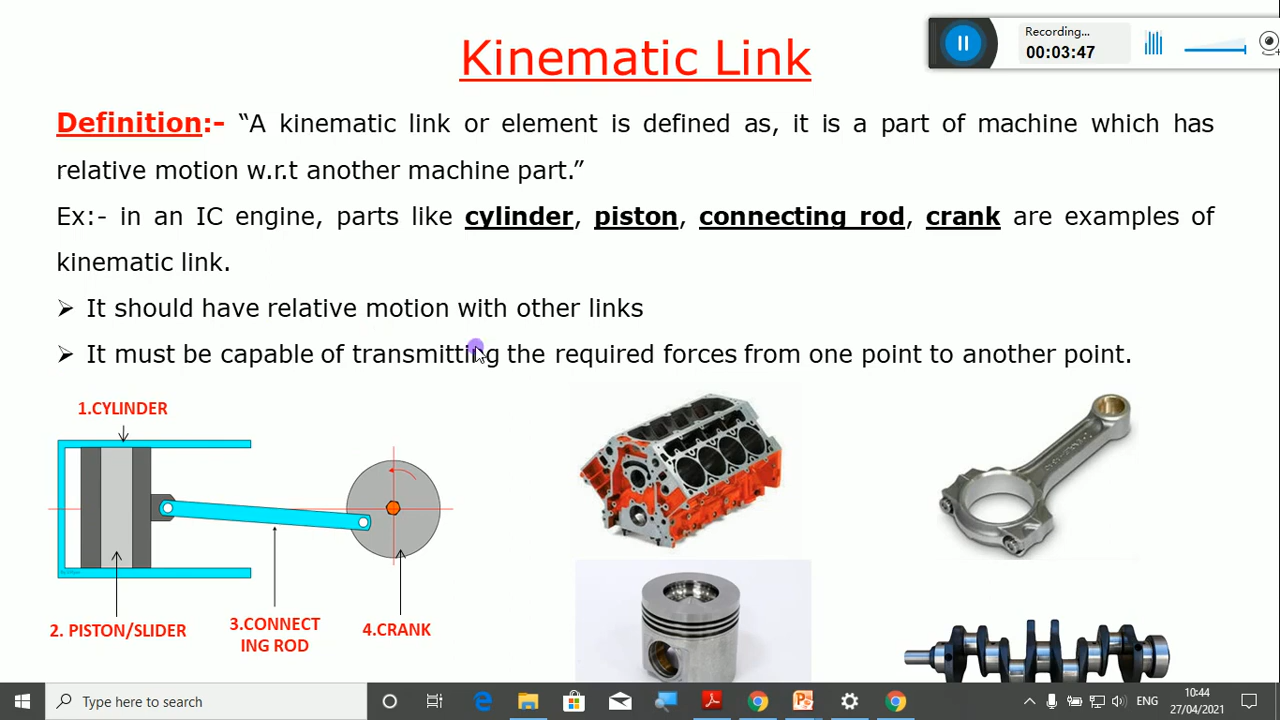 Recording...
00:03:47
Kinematic Link
Definition:- “A kinematic link or element is defined as, it is a part of machine which has
relative motion w.r.t another machine part.”
Ex:- in an IC engine, parts like cylinder, piston, connecting rod, crank are examples of
kinematic link.
➢ It should have relative motion with other links
➢ It must be capable of transmitting the required forces from one point to another point.
1.CYLINDER
2. PISTON/SLIDER
3.CONNECT
ING ROD
4.CRANK
Type here to search
ENG
10:44
27/04/2021